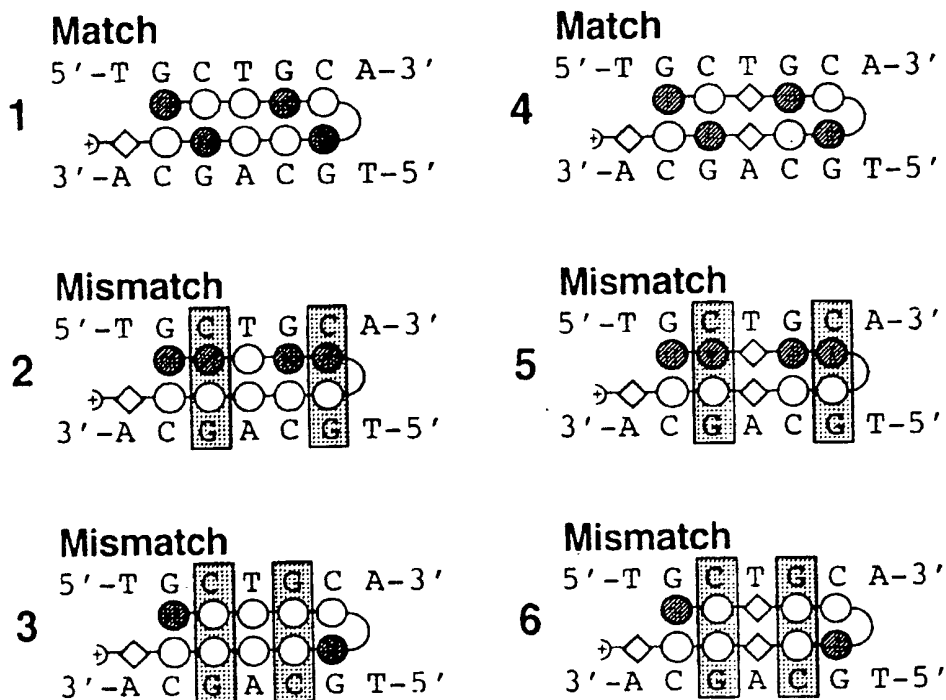 Match
5'-T G C T G C A-3'
1
3'-A C G A C G T-5'
Match
5'-T G C T G C A-3'
4
3'-A C G A C G T-5'
Mismatch
5'-T G C T G C A-3'
2
3'-A C G A C G T-5'
Mismatch
5'-T G C T G C A-3'
5
3'-A C G A C G T-5'
Mismatch
5'-T G C T G C A-3'
3
3'-A C G A C G T-5'
Mismatch
5'-T G C T G C A-3'
6
3'-A C G A C G T-5'